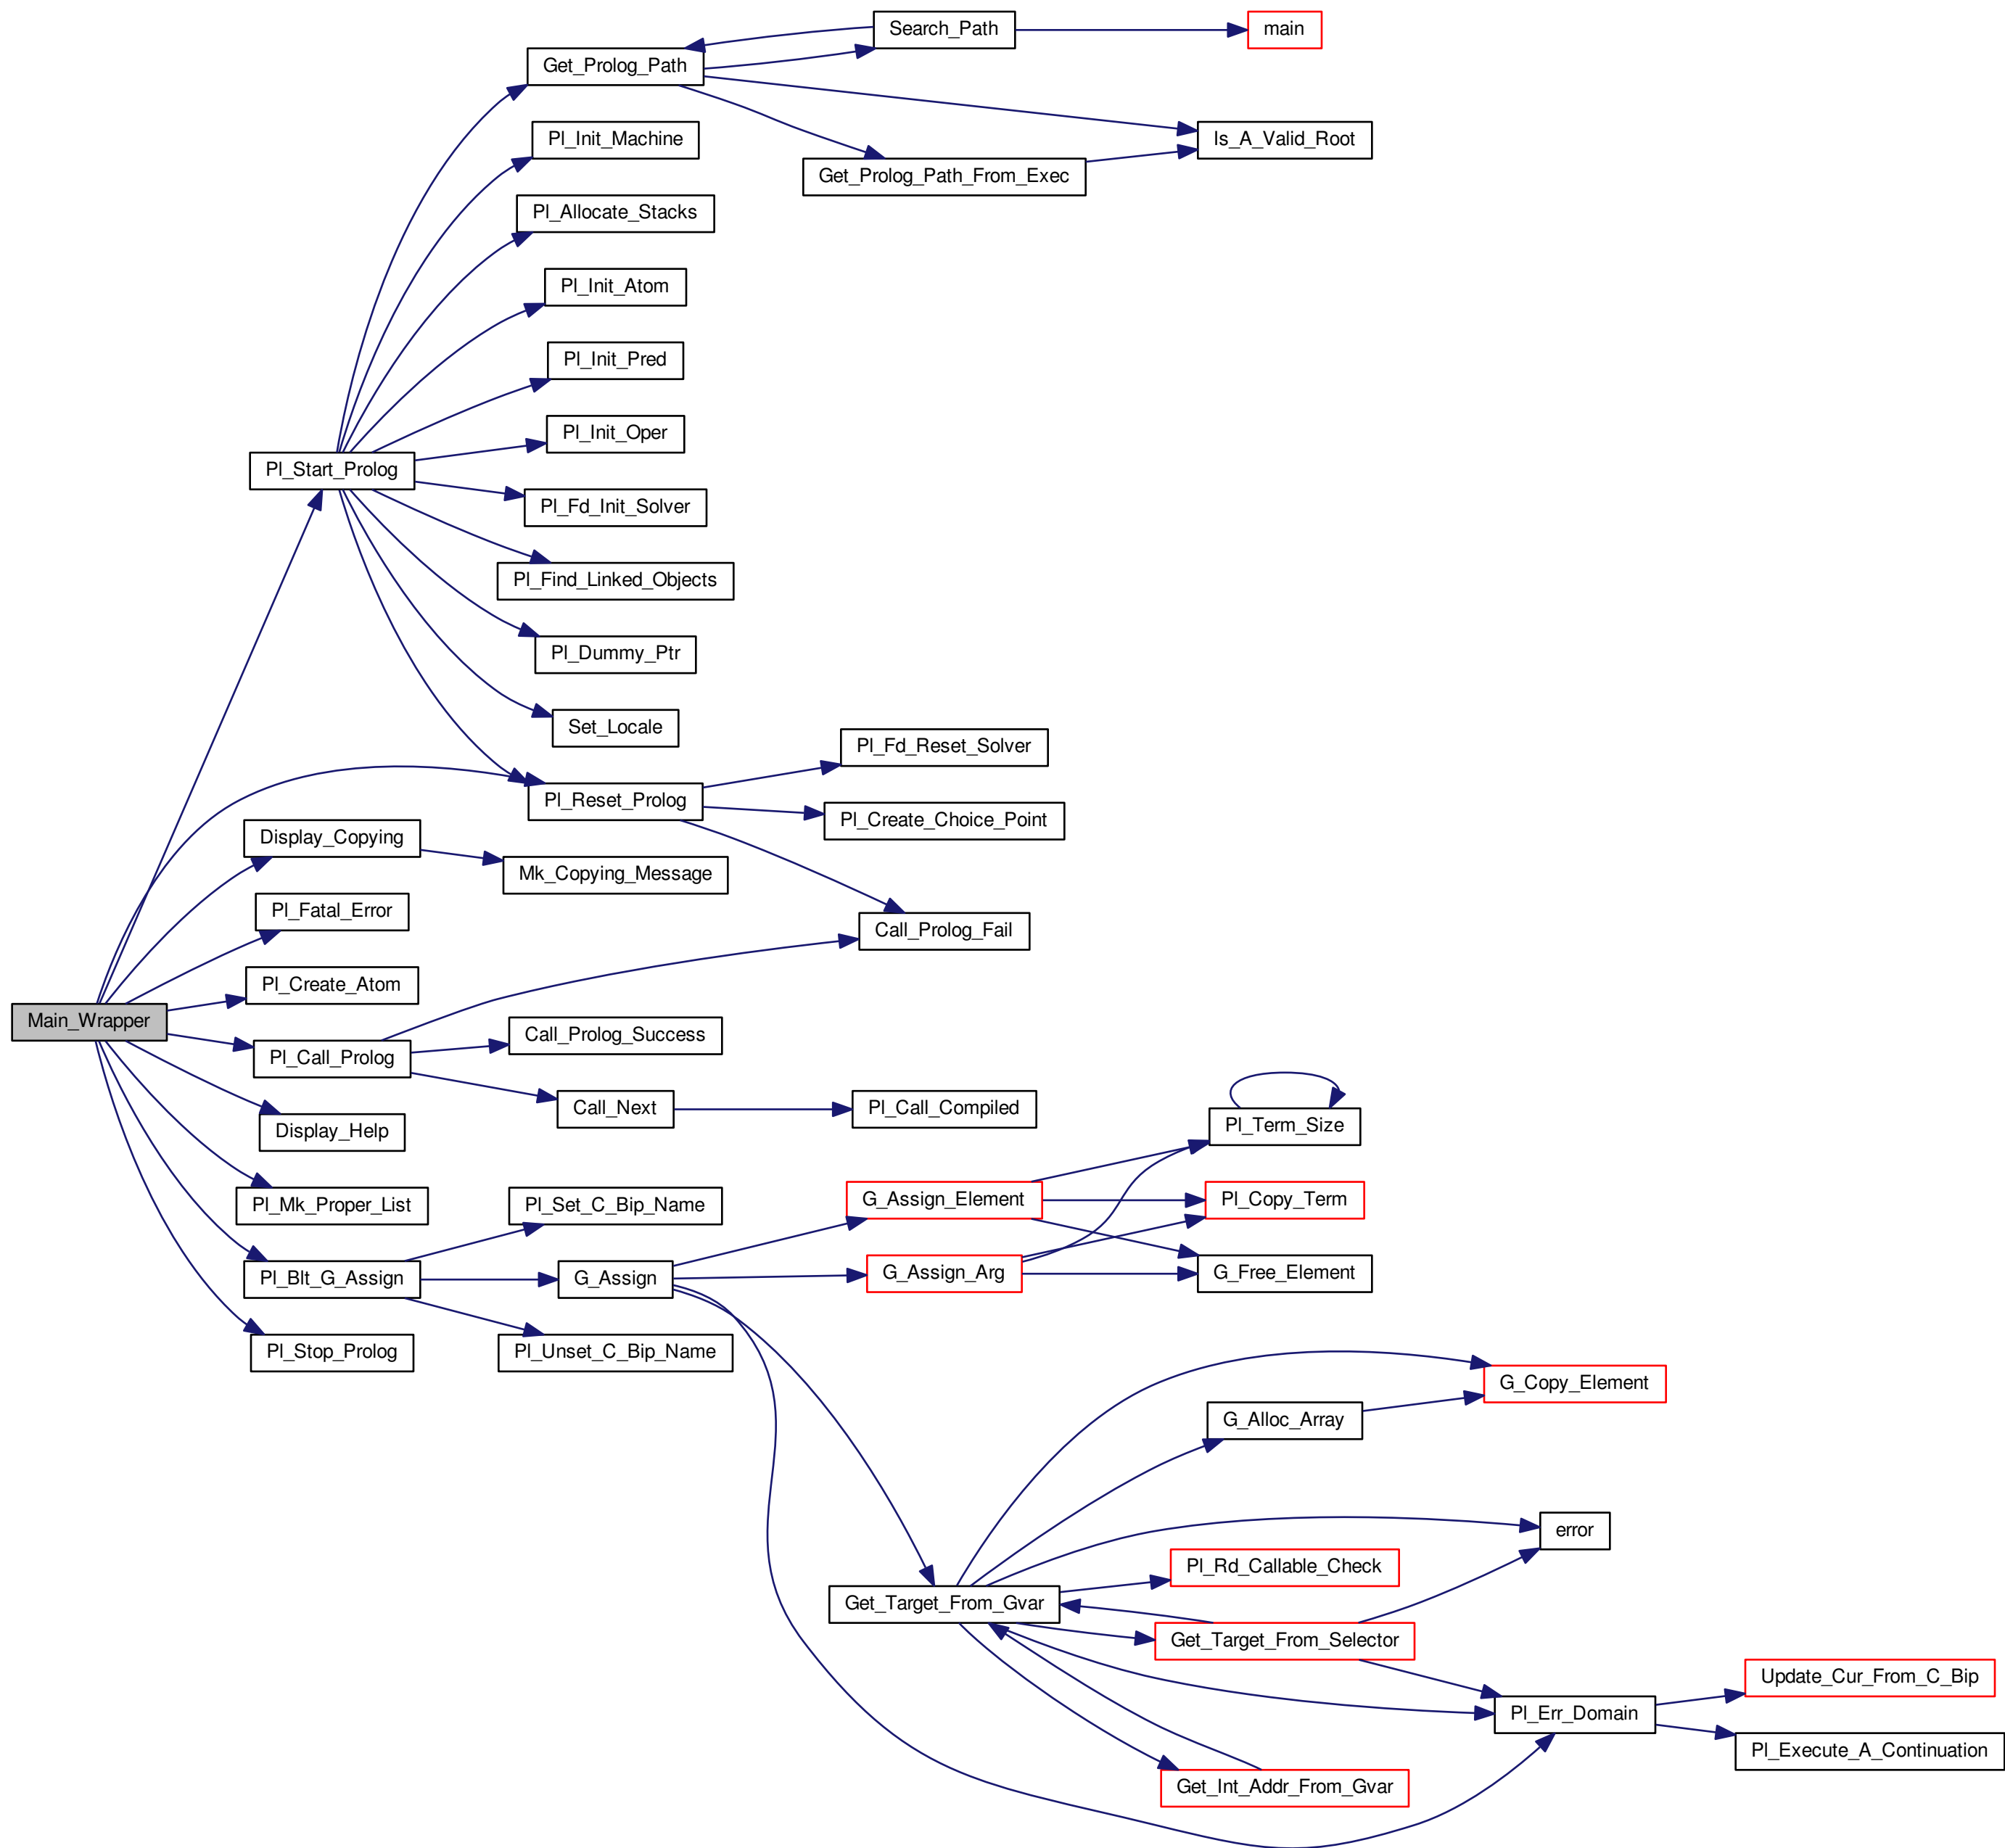 Search_Path
main
Get_Prolog_Path
Pl_Init_Machine
Is_A_Valid_Root
Get_Prolog_Path_From_Exec
Pl_Allocate_Stacks
Pl_Init_Atom
Pl_Init_Pred
Pl_Init_Oper
Pl_Start_Prolog
Pl_Fd_Init_Solver
Pl_Find_Linked_Objects
Pl_Dummy_Ptr
Set_Locale
Pl_Fd_Reset_Solver
Pl_Reset_Prolog
Pl_Create_Choice_Point
Display_Copying
Mk_Copying_Message
Pl_Fatal_Error
Call_Prolog_Fail
Pl_Create_Atom
Main_Wrapper
Call_Prolog_Success
Pl_Call_Prolog
Call_Next
Pl_Call_Compiled
Display_Help
Pl_Term_Size
Pl_Mk_Proper_List
Pl_Set_C_Bip_Name
G_Assign_Element
Pl_Copy_Term
Pl_Blt_G_Assign
G_Assign
G_Assign_Arg
G_Free_Element
Pl_Stop_Prolog
Pl_Unset_C_Bip_Name
G_Copy_Element
G_Alloc_Array
error
Pl_Rd_Callable_Check
Get_Target_From_Gvar
Get_Target_From_Selector
Update_Cur_From_C_Bip
Pl_Err_Domain
Pl_Execute_A_Continuation
Get_Int_Addr_From_Gvar